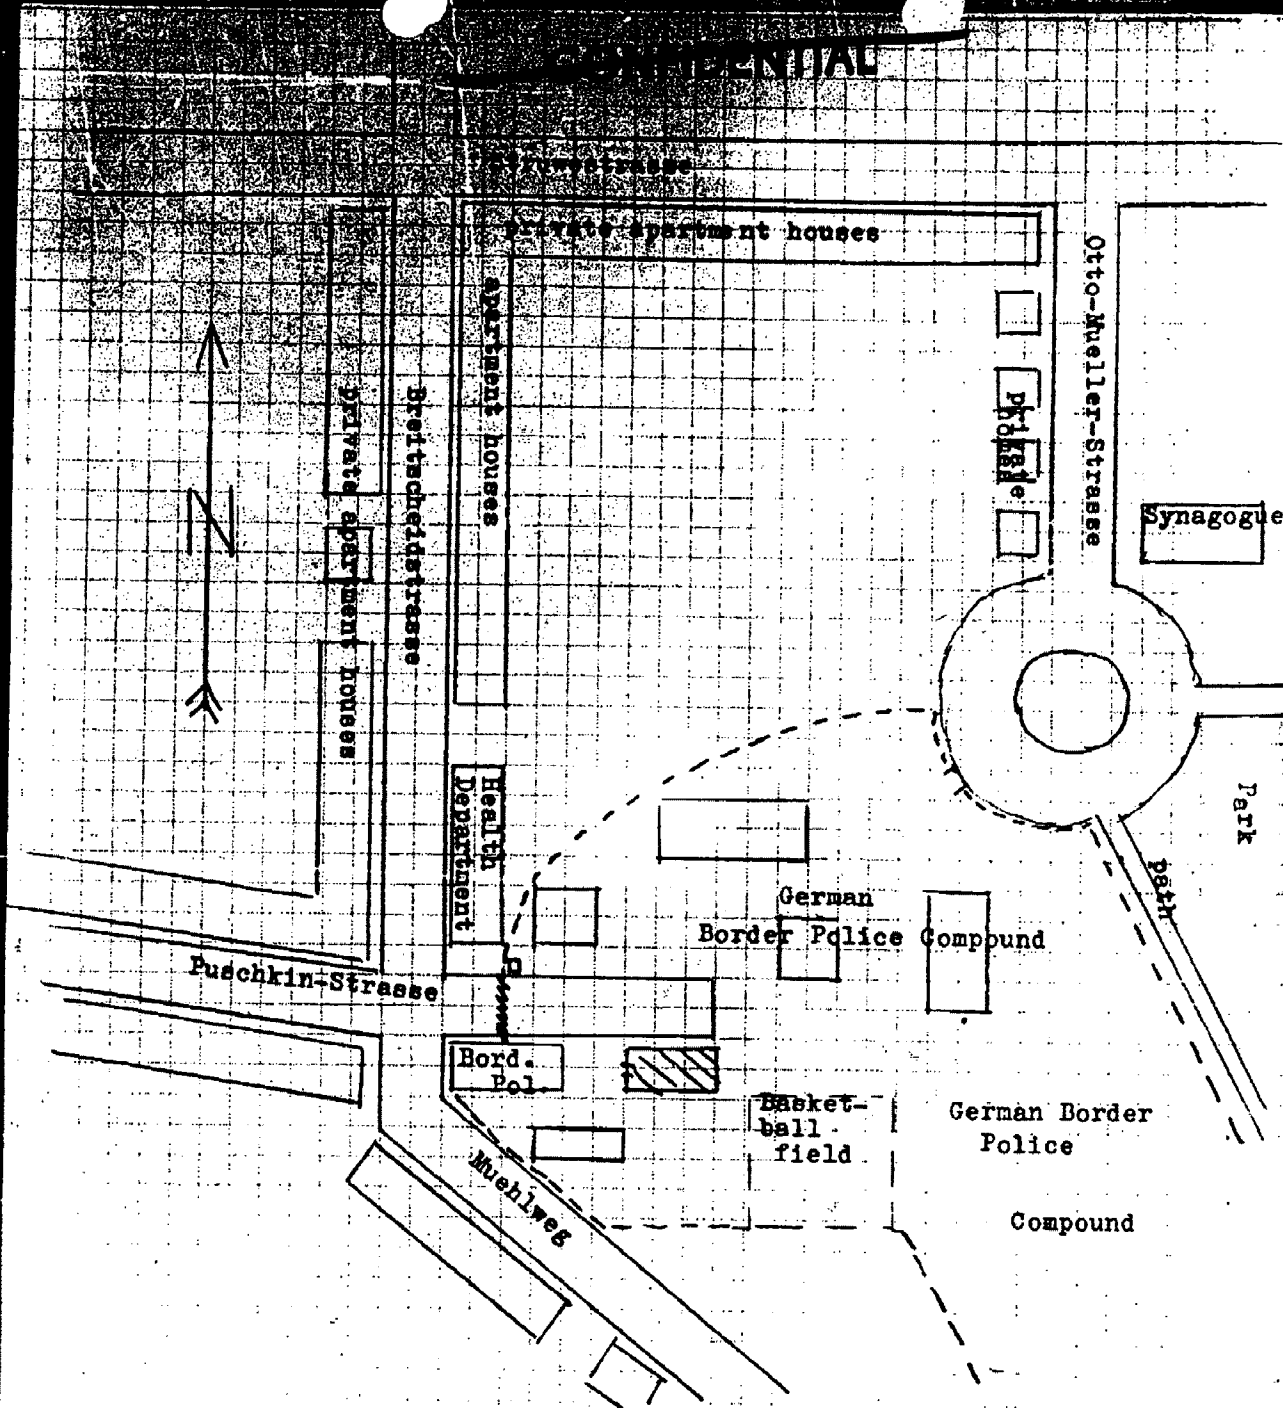 CONFIDENTIAL
private apartment houses
Otto-Mueller-Strasse
apartment houses
private
houses
Breitscheidstrasse
private apartment houses
N
Synagogue
Park
path
Health
Department
German
Border Police Compound
Puschkin-Strasse
Bord.
Pol.
Basket-
ball
field
German Border
Police
Compound
Muehlweg